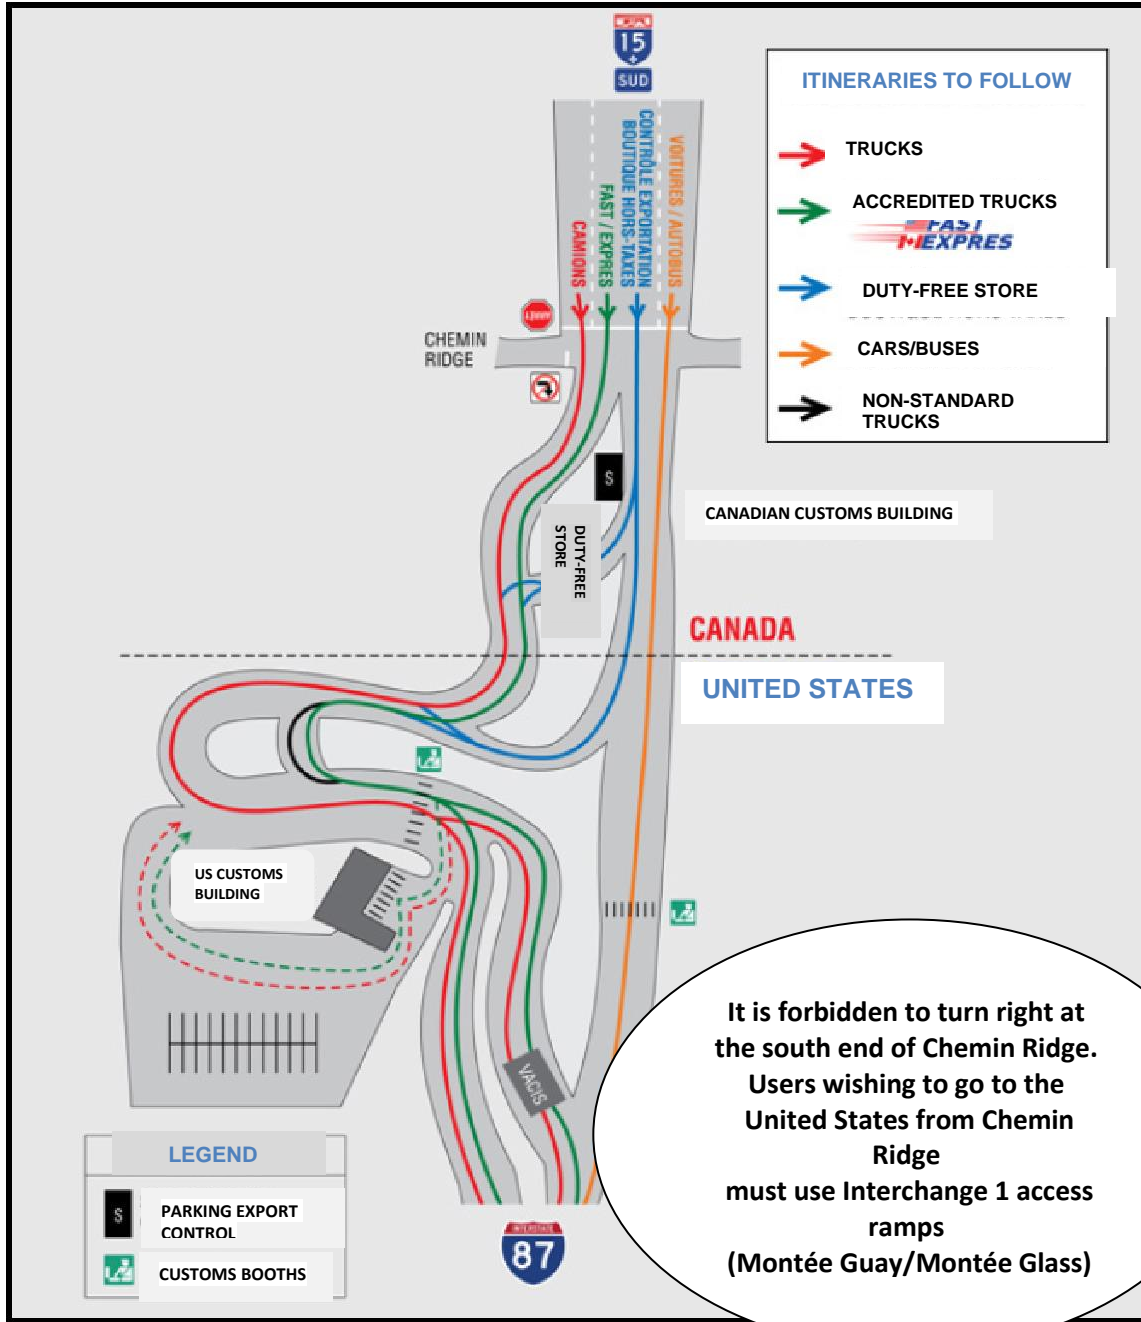 15
SUD
CAMIONS
FAST / EXPRES
CONTRÔLE EXPORTATION
BOUTIQUE HORS-TAXES
VOITURES / AUTOBUS
ITINERARIES TO FOLLOW
TRUCKS
ACCREDITED TRUCKS
FAST
EXPRES
DUTY-FREE STORE
CARS/BUSES
NON-STANDARD
TRUCKS
CHEMIN
RIDGE
S
CANADIAN CUSTOMS BUILDING
DUTY-FREE
STORE
CANADA
UNITED STATES
US CUSTOMS
BUILDING
VACIS
It is forbidden to turn right at
the south end of Chemin Ridge.
Users wishing to go to the
United States from Chemin
Ridge
must use Interchange 1 access
ramps
(Montée Guay/Montée Glass)
LEGEND
S
PARKING EXPORT
CONTROL
CUSTOMS BOOTHS
INTERSTATE
87